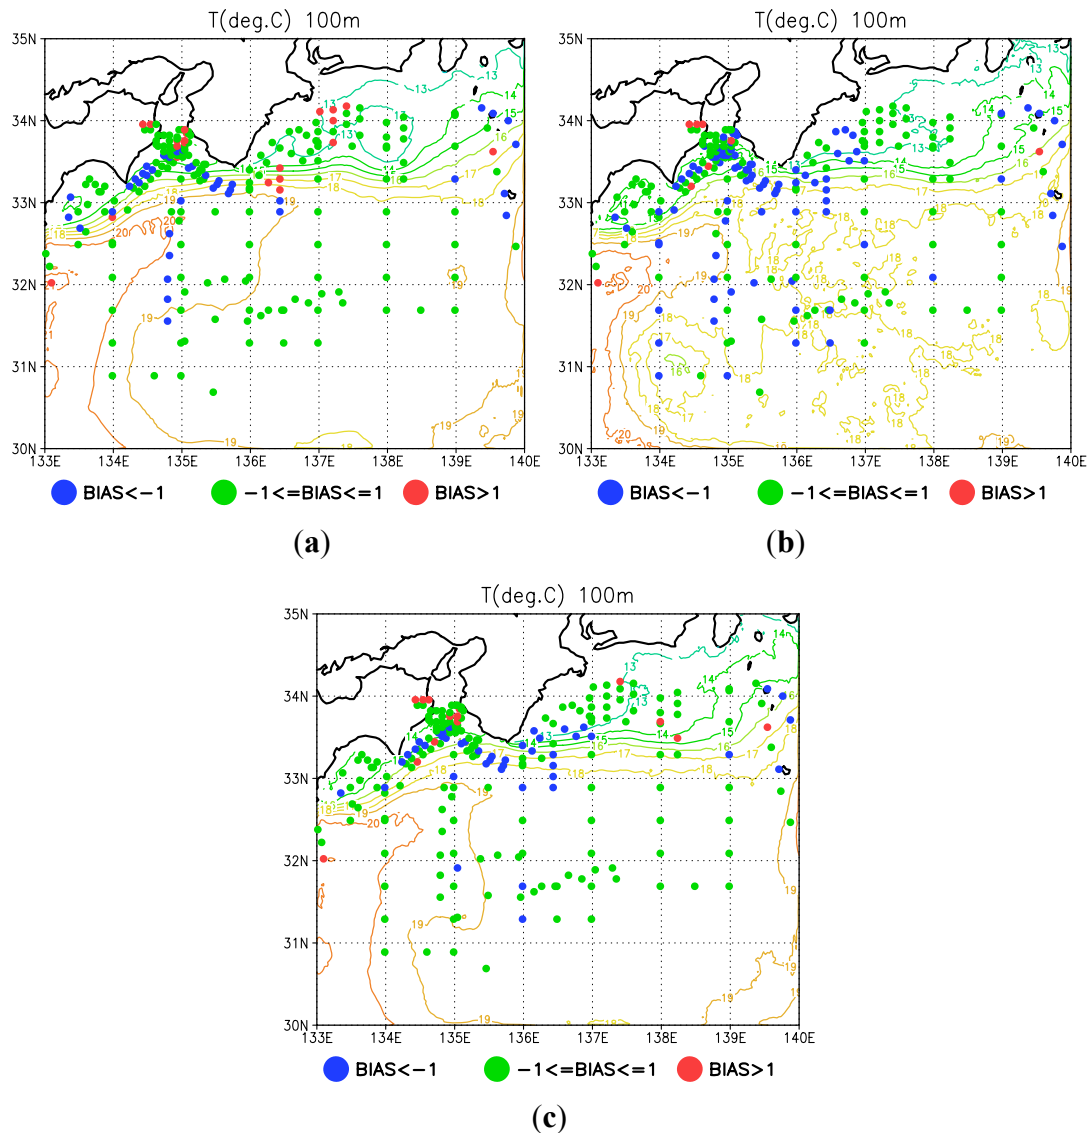 T(deg.C) 100m
35N
34N
33N
32N
31N
30N
133E 134E 135E 136E 137E 138E 139E 140E
BIAS<-1 -1<=BIAS<=1 BIAS>1
(a)
T(deg.C) 100m
35N
34N
33N
32N
31N
30N
133E 134E 135E 136E 137E 138E 139E 140E
BIAS<-1 -1<=BIAS<=1 BIAS>1
(b)
T(deg.C) 100m
35N
34N
33N
32N
31N
30N
133E 134E 135E 136E 137E 138E 139E 140E
BIAS<-1 -1<=BIAS<=1 BIAS>1
(c)